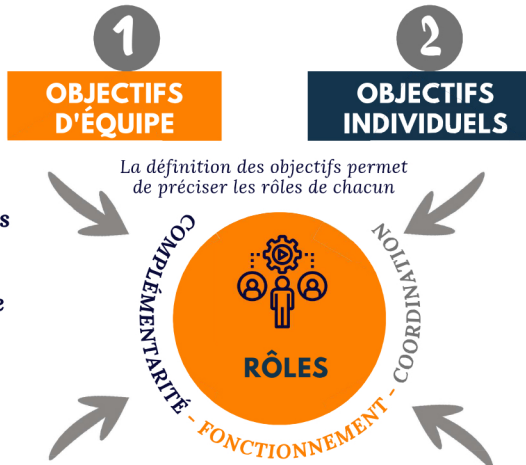 1
2
OBJECTIFS
D'ÉQUIPE
OBJECTIFS
INDIVIDUELS
La définition des objectifs permet
de préciser les rôles de chacun
s
e
COMPLÉMENTARITÉ - FONCTIONNEMENT - COORDINATION
RÔLES